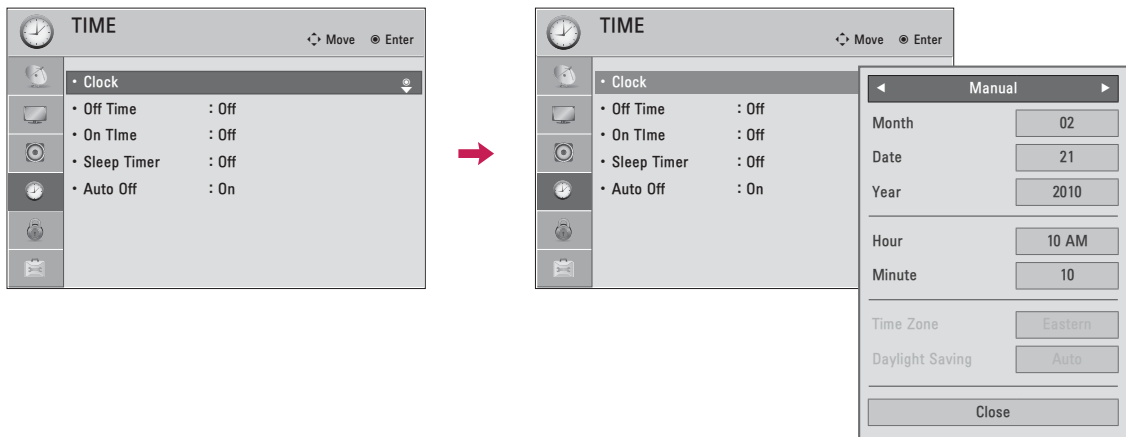 TIME
Move Enter
• Clock
• Off Time : Off
• On TIme : Off
• Sleep Timer : Off
• Auto Off : On
TIME
Move Enter
• Clock
• Off Time : Off
• On TIme : Off
• Sleep Timer : Off
• Auto Off : On
◀ Manual ▶
Month 02
Date 21
Year 2010
Hour 10 AM
Minute 10
Time Zone Eastern
Daylight Saving Auto
Close